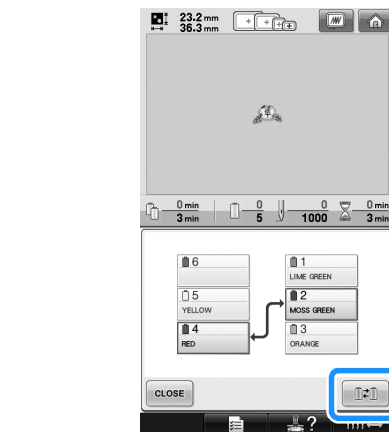 23.2 mm
36.3 mm
0 min
3 min
0
5
0
1000
0 min
3 min
6
1
LIME GREEN
5
YELLOW
2
MOSS GREEN
4
RED
3
ORANGE
CLOSE
?